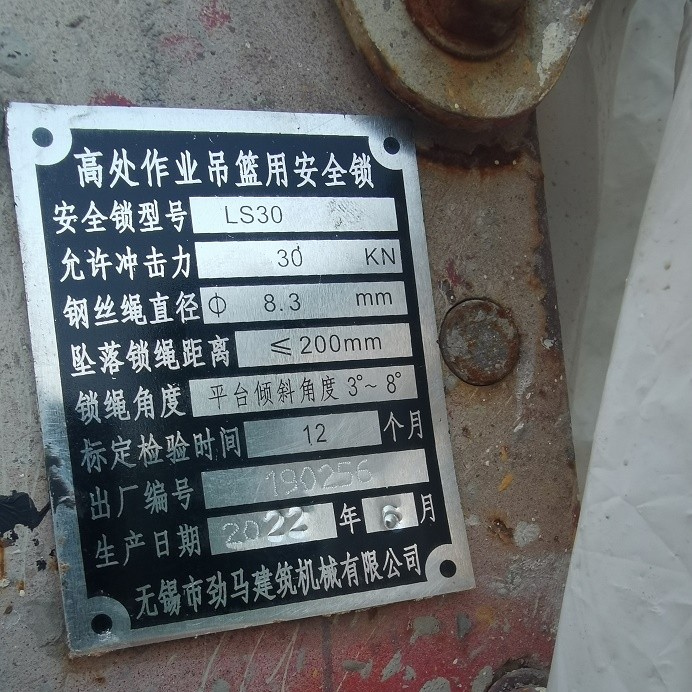 高处作业吊篮用安全锁
安全锁型号 LS30
允许冲击力 30 KN
钢丝绳直径 Φ 8.3 mm
坠落锁绳距离 ≤200mm
锁绳角度 平台倾斜角度 3°~ 8°
标定检验时间 12 个月
出厂编号 190256
生产日期 2022 年 6 月
无锡市劲马建筑机械有限公司